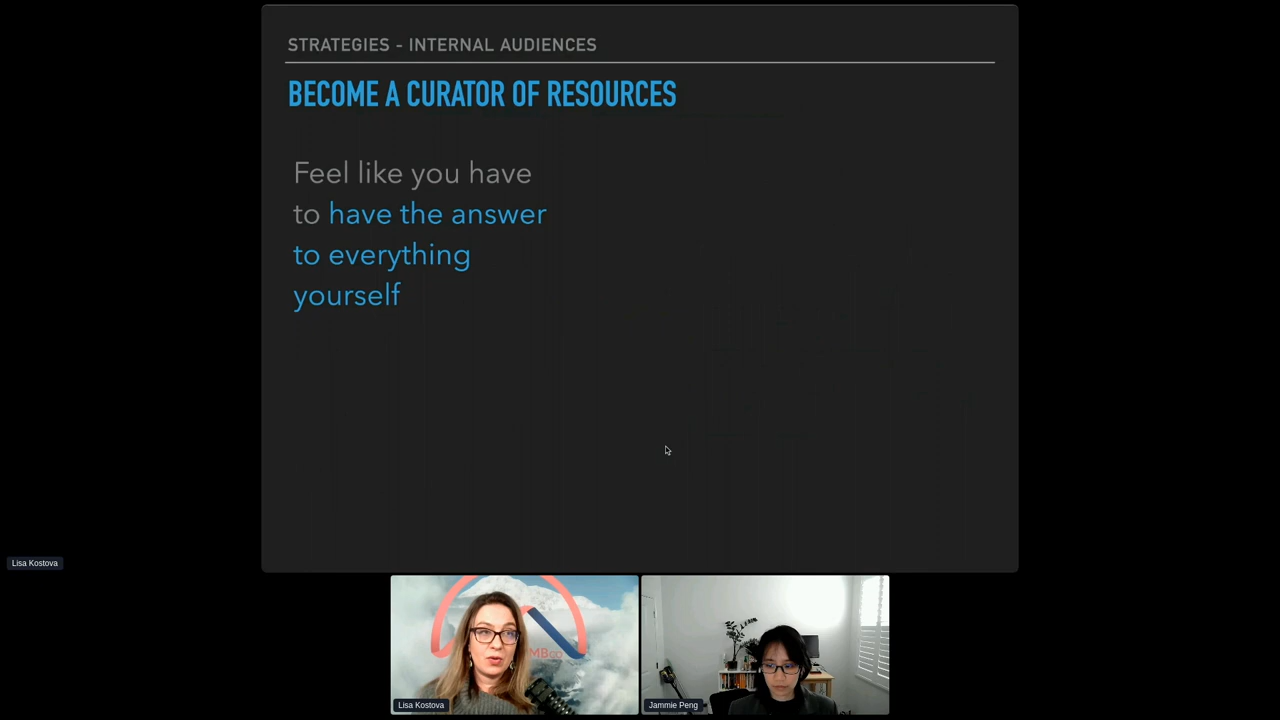 STRATEGIES - INTERNAL AUDIENCES
BECOME A CURATOR OF RESOURCES
Feel like you have
to have the answer
to everything
yourself
Lisa Kostova
MBCO
Lisa Kostova
Jammie Peng